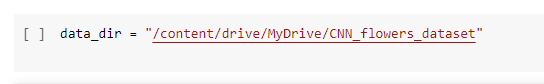 [ ] data_dir = "/content/drive/MyDrive/CNN_flowers_dataset"